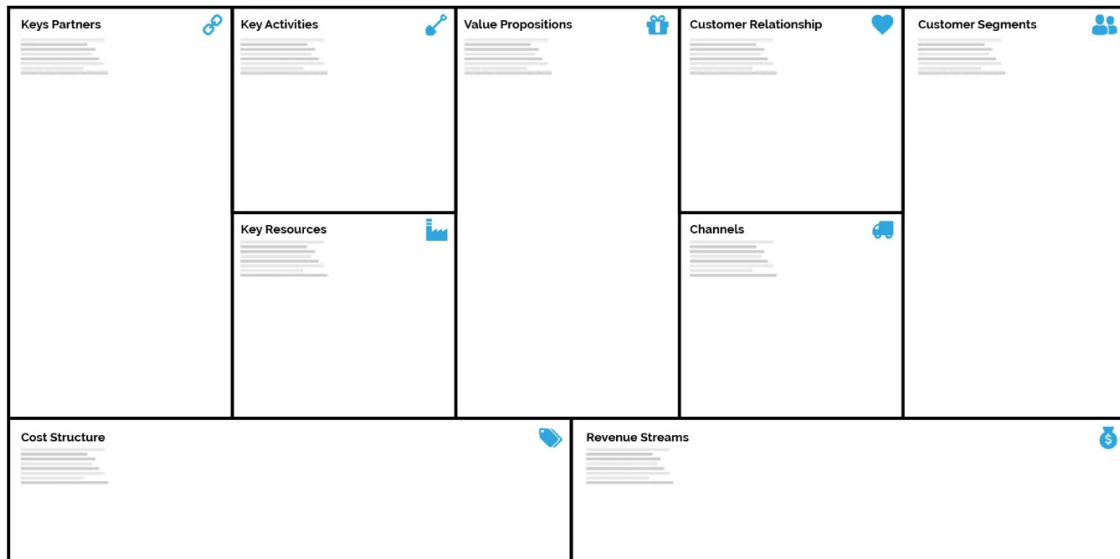 Keys Partners
Key Activities
Value Propositions
Customer Relationship
Customer Segments
Key Resources
Channels
Cost Structure
Revenue Streams
$